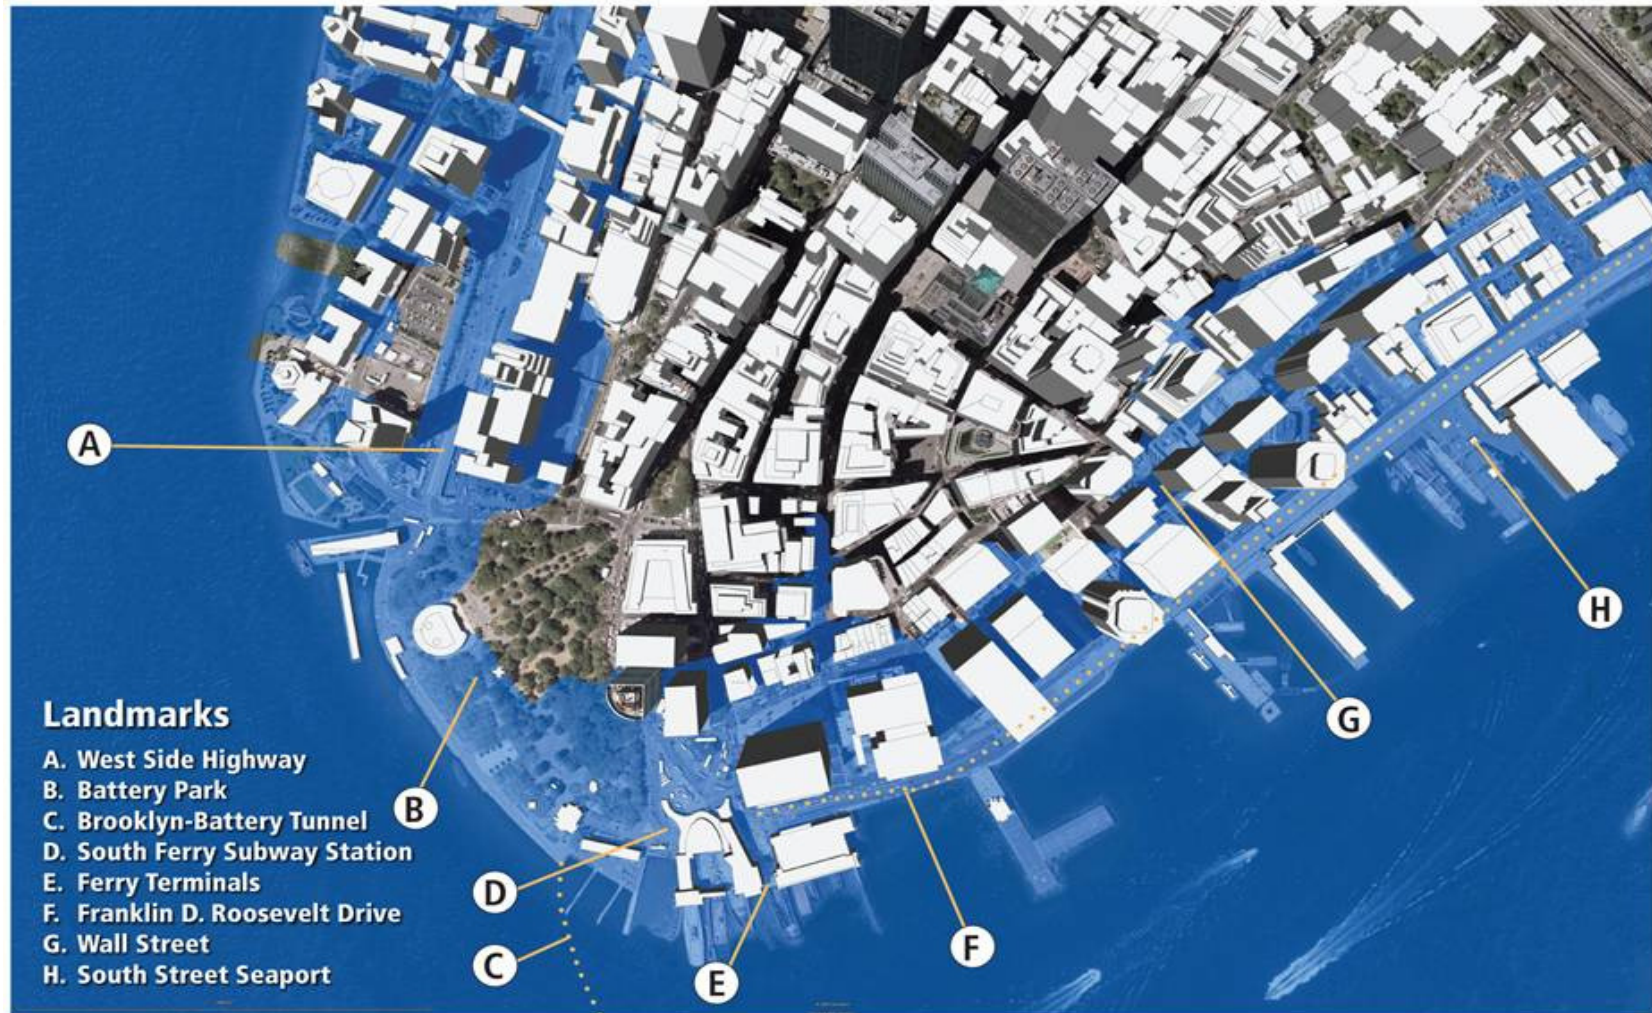 Landmarks
A. West Side Highway
B. Battery Park
C. Brooklyn-Battery Tunnel
D. South Ferry Subway Station
E. Ferry Terminals
F. Franklin D. Roosevelt Drive
G. Wall Street
H. South Street Seaport
A
B
C
D
E
F
G
H